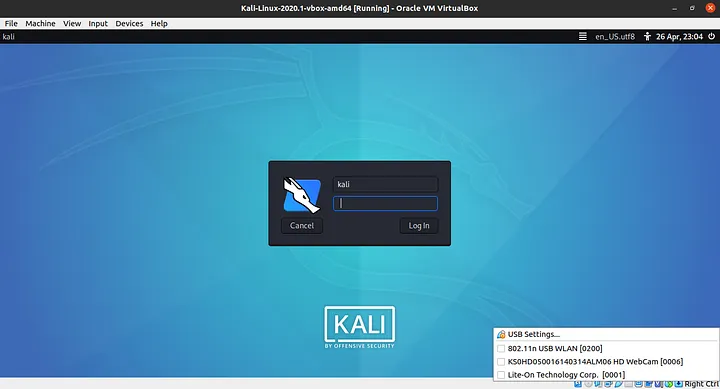 Kali-Linux-2020.1-vbox-amd64 [Running] - Oracle VM VirtualBox
File Machine View Input Devices Help
kali en_US.utf8 26 Apr, 23:04
kali
Cancel Log In
KALI
BY OFFENSIVE SECURITY
USB Settings...
802.11n USB WLAN [0200]
KS0HD050016140314ALM06 HD WebCam [0006]
Lite-On Technology Corp. [0001]
Right Ctrl